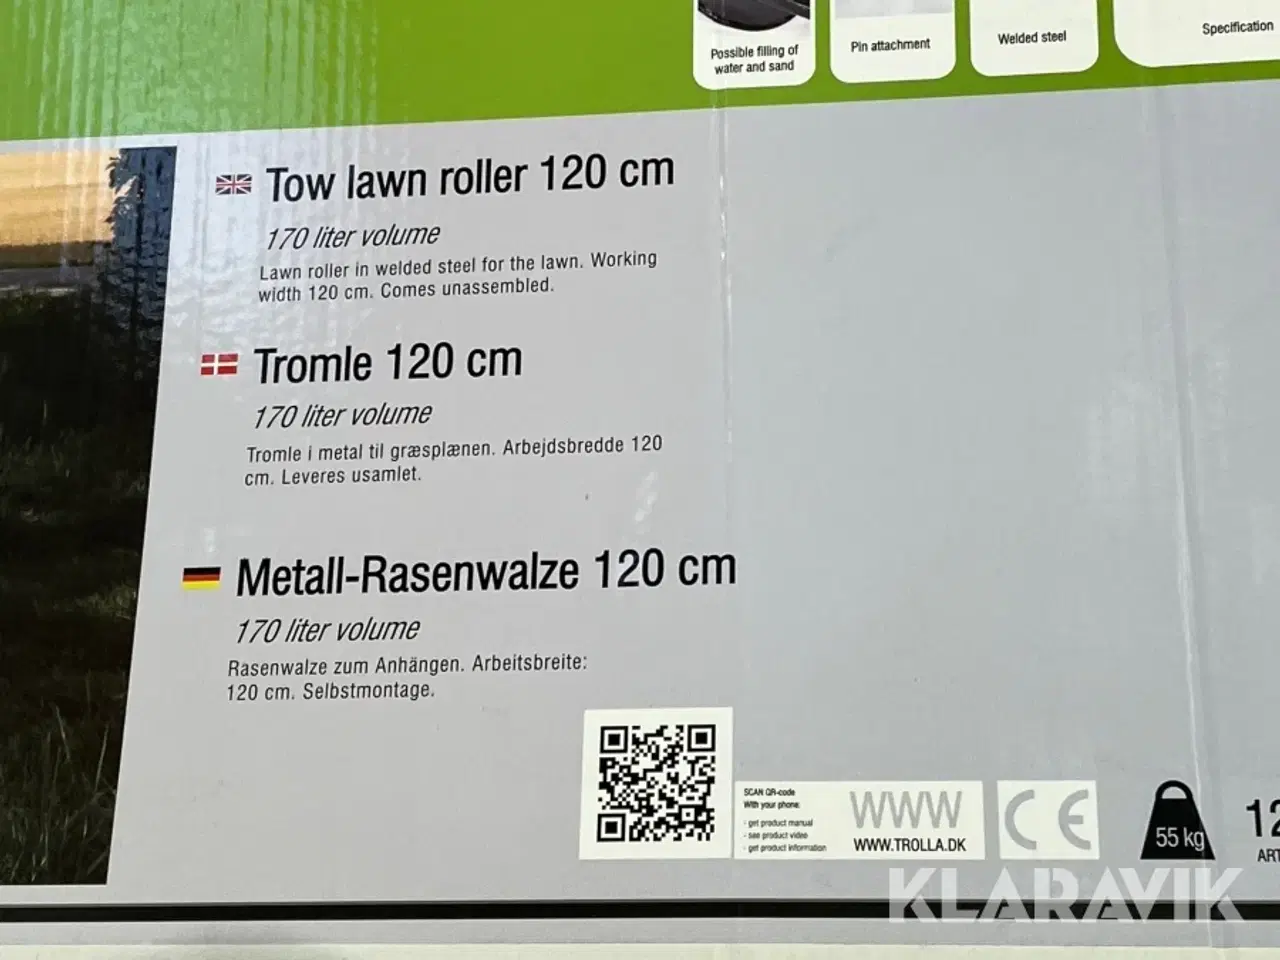 Possible filling of
water and sand
Pin attachment
Welded steel
Specification
Tow lawn roller 120 cm
170 liter volume
Lawn roller in welded steel for the lawn. Working
width 120 cm. Comes unassembled.
Tromle 120 cm
170 liter volume
Tromle i metal til græsplænen. Arbejdsbredde 120
cm. Leveres usamlet.
Metall-Rasenwalze 120 cm
170 liter volume
Rasenwalze zum Anhängen. Arbeitsbreite:
120 cm. Selbstmontage.
SCAN QR-code
With your phone:
- get product manual
- see product video
- get product information
WWW
WWW.TROLLA.DK
CE
55 kg
12
ART
KLARAVIK